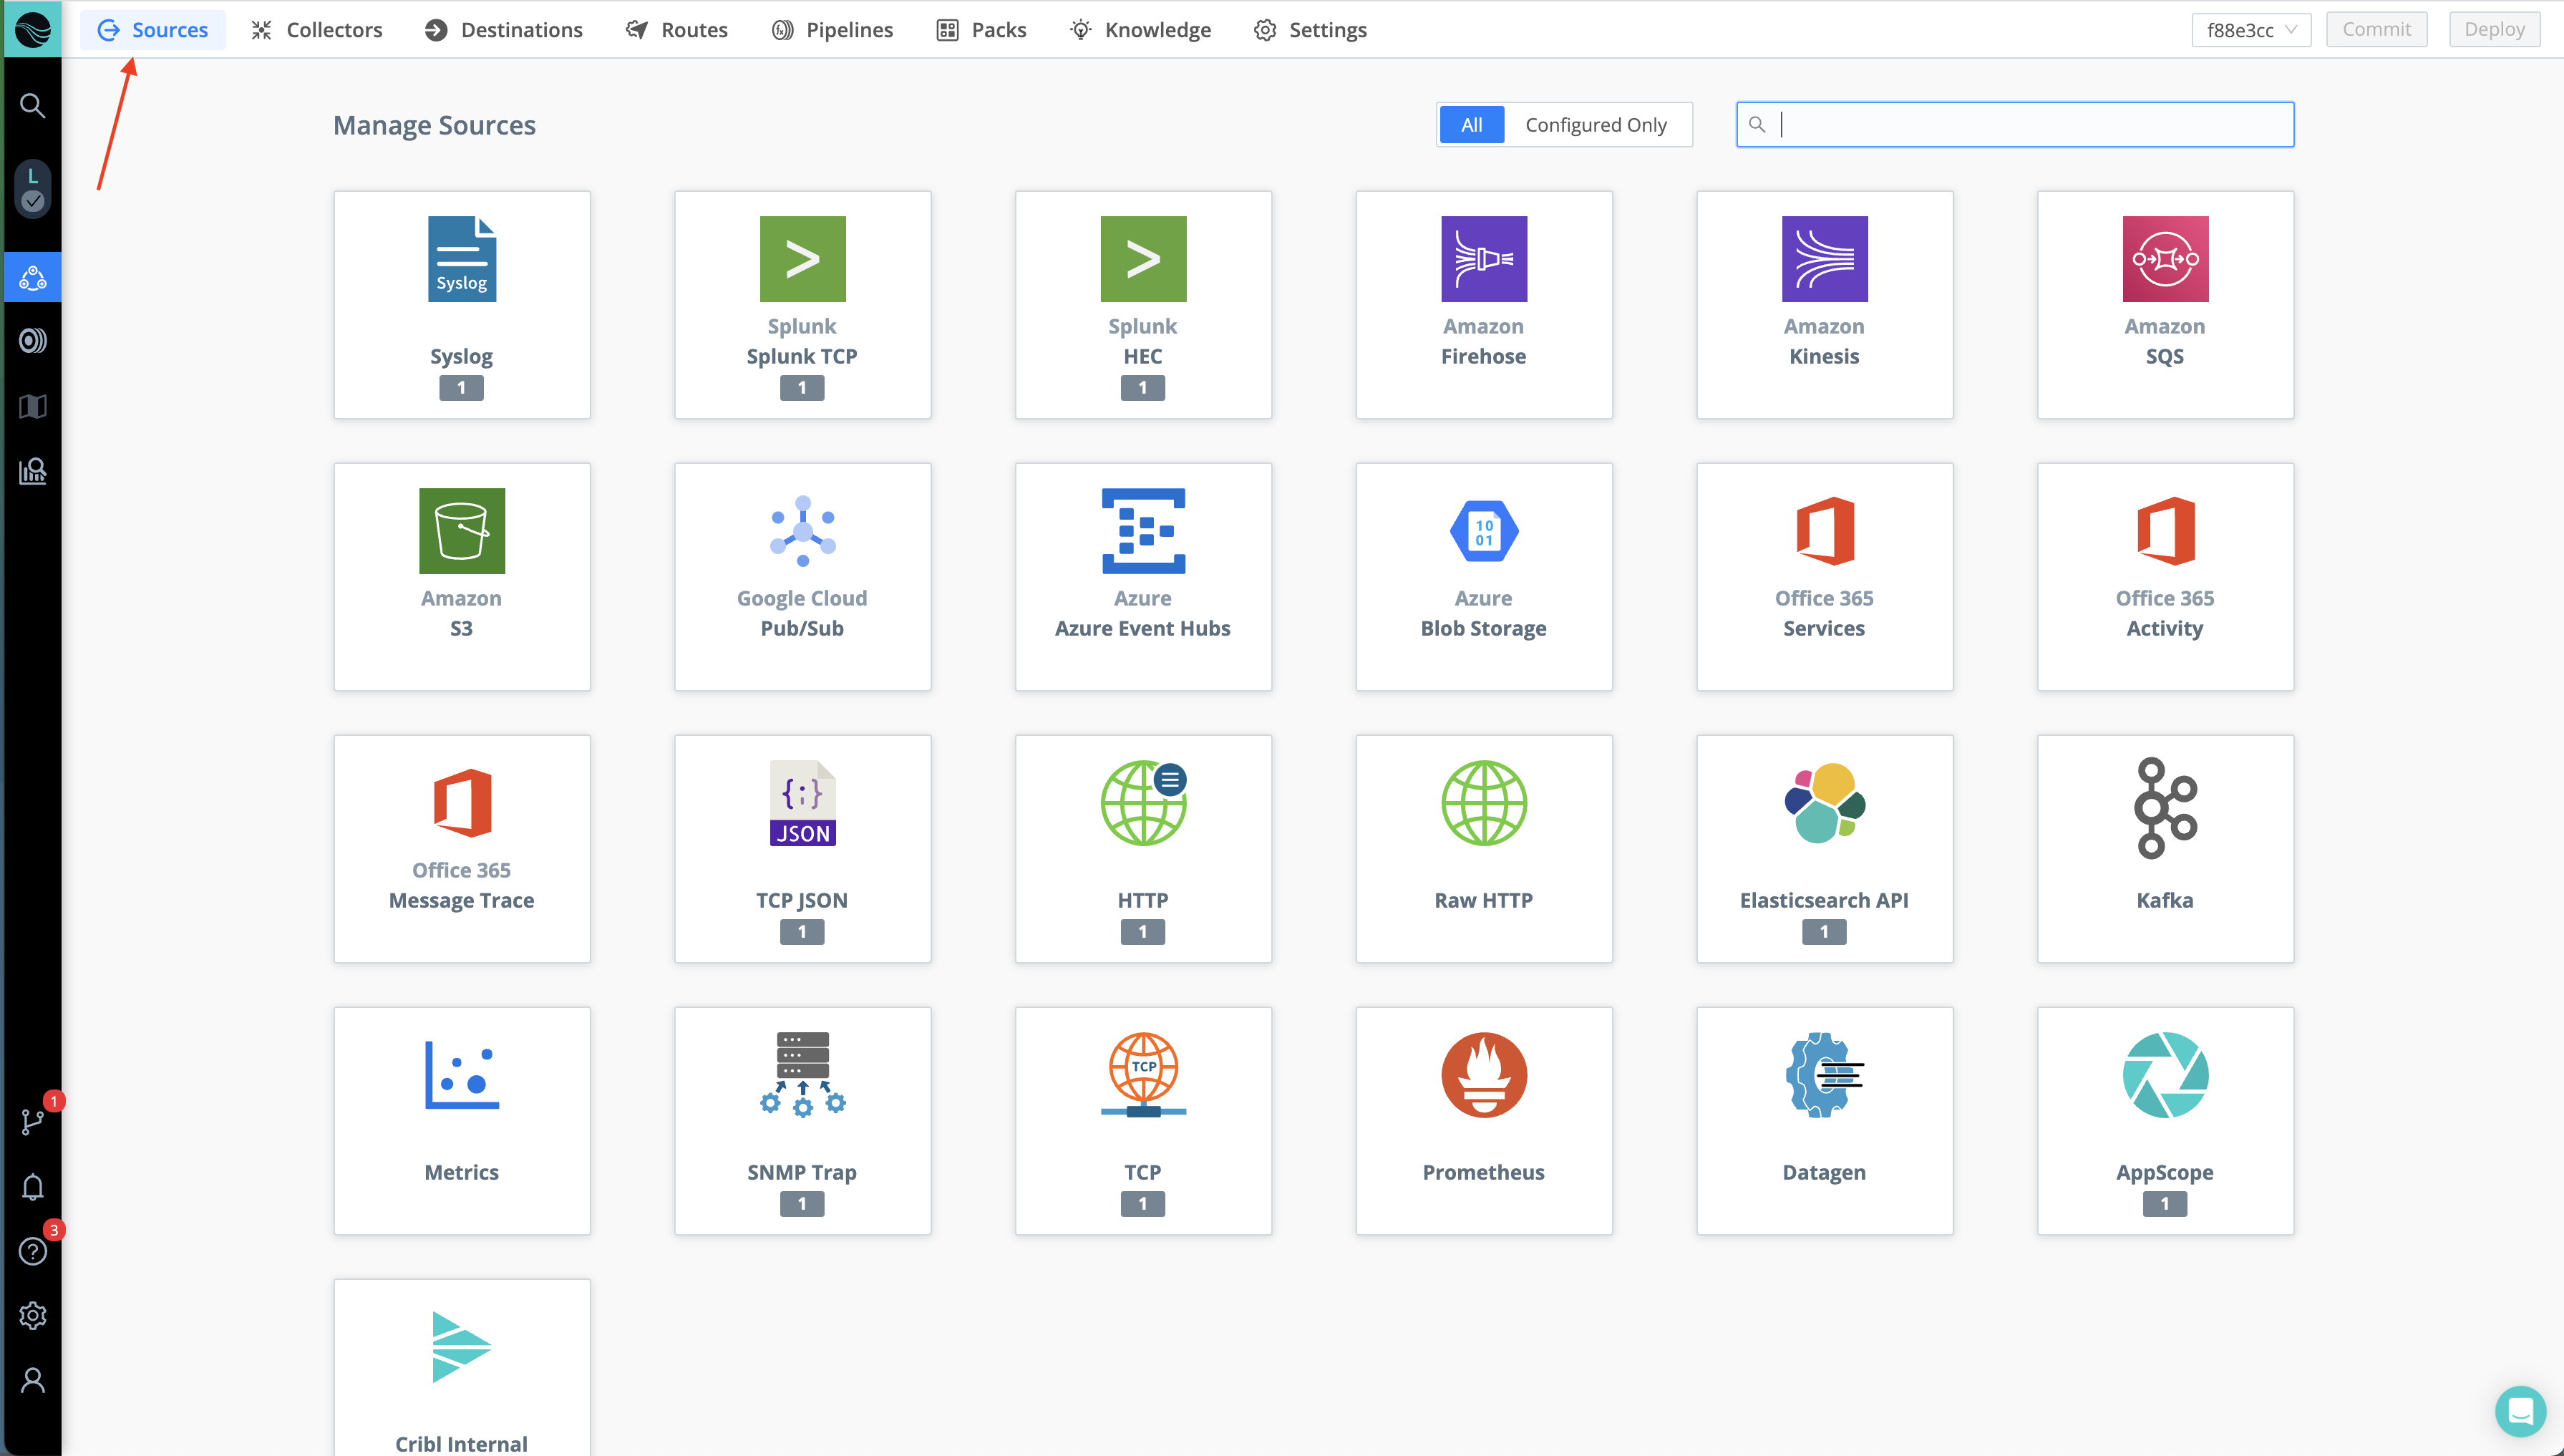 Sources Collectors Destinations Routes Pipelines Packs Knowledge Settings f88e3cc Commit Deploy
L
Manage Sources All Configured Only
Syslog
Syslog
1
Splunk
Splunk TCP
1
Splunk
HEC
1
Amazon
Firehose
Amazon
Kinesis
Amazon
SQS
Amazon
S3
Google Cloud
Pub/Sub
Azure
Azure Event Hubs
10
01
Azure
Blob Storage
Office 365
Services
Office 365
Activity
Office 365
Message Trace
{;}
JSON
TCP JSON
1
HTTP
1
Raw HTTP
Elasticsearch API
1
Kafka
Metrics
SNMP Trap
1
TCP
TCP
1
Prometheus
Datagen
AppScope
1
Cribl Internal
1
3